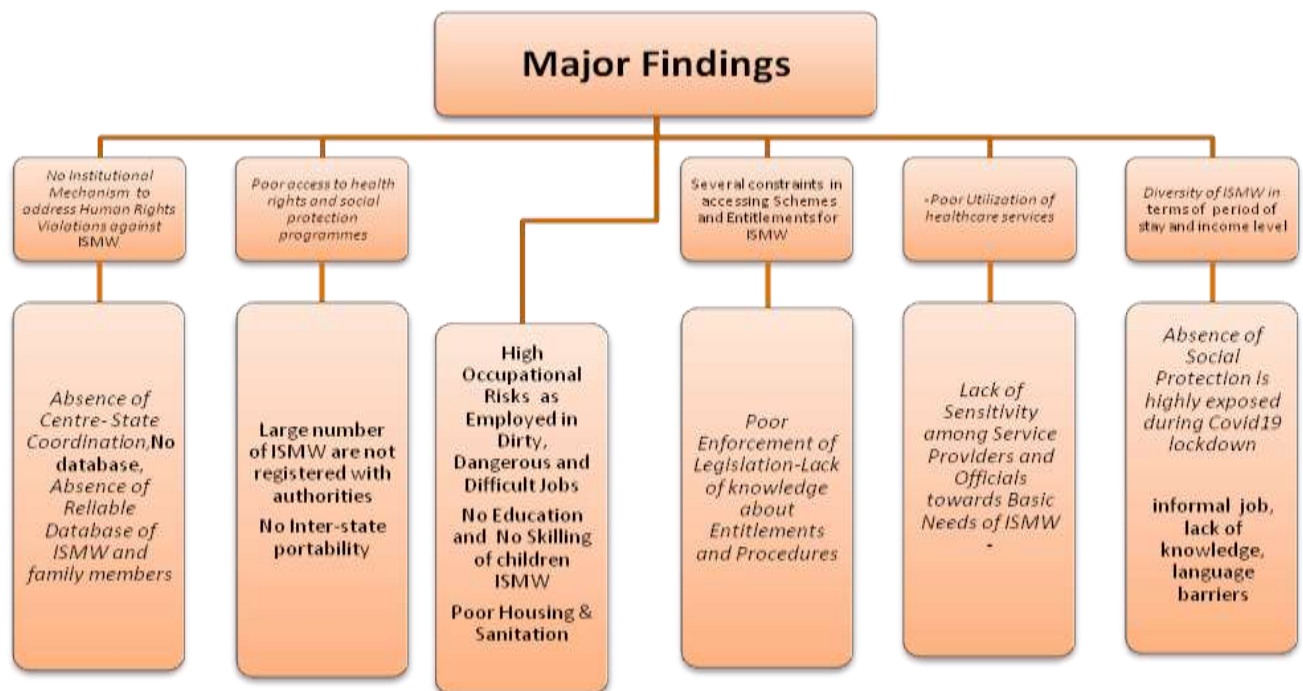 Major Findings
No Institutional
Mechanism to
address Human Rights
Violations against
ISMW
Poor access to health
rights and social
protection
programmes
Several constraints in
accessing Schemes
and Entitlements for
ISMW
-Poor Utilization of
healthcare services
Diversity of ISMW in
terms of period of
stay and income level
Absence of
Centre- State
Coordination,No
database,
Absence of
Reliable
Database of
ISMW and
family members
Large number
of ISMW are not
registered with
authorities
No Inter-state
portability
High
Occupational
Risks as
Employed in
Dirty,
Dangerous and
Difficult Jobs
No Education
and No Skilling
of children
ISMW
Poor Housing &
Sanitation
Poor
Enforcement of
Legislation-Lack
of knowledge
about
Entitlements
and Procedures
Lack of
Sensitivity
among Service
Providers and
Officials
towards Basic
Needs of ISMW
-
Absence of
Social
Protection is
highly exposed
during Covid19
lockdown
informal job,
lack of
knowledge,
language
barriers